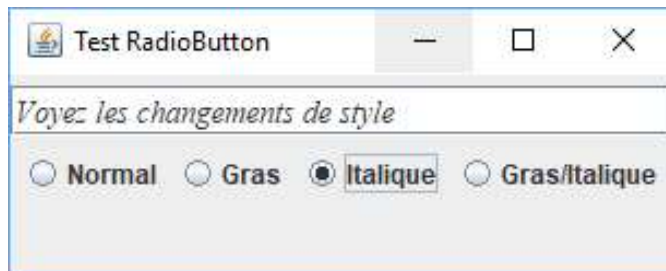 Test RadioButton
Voyez les changements de style
Normal Gras Italique Gras/Italique